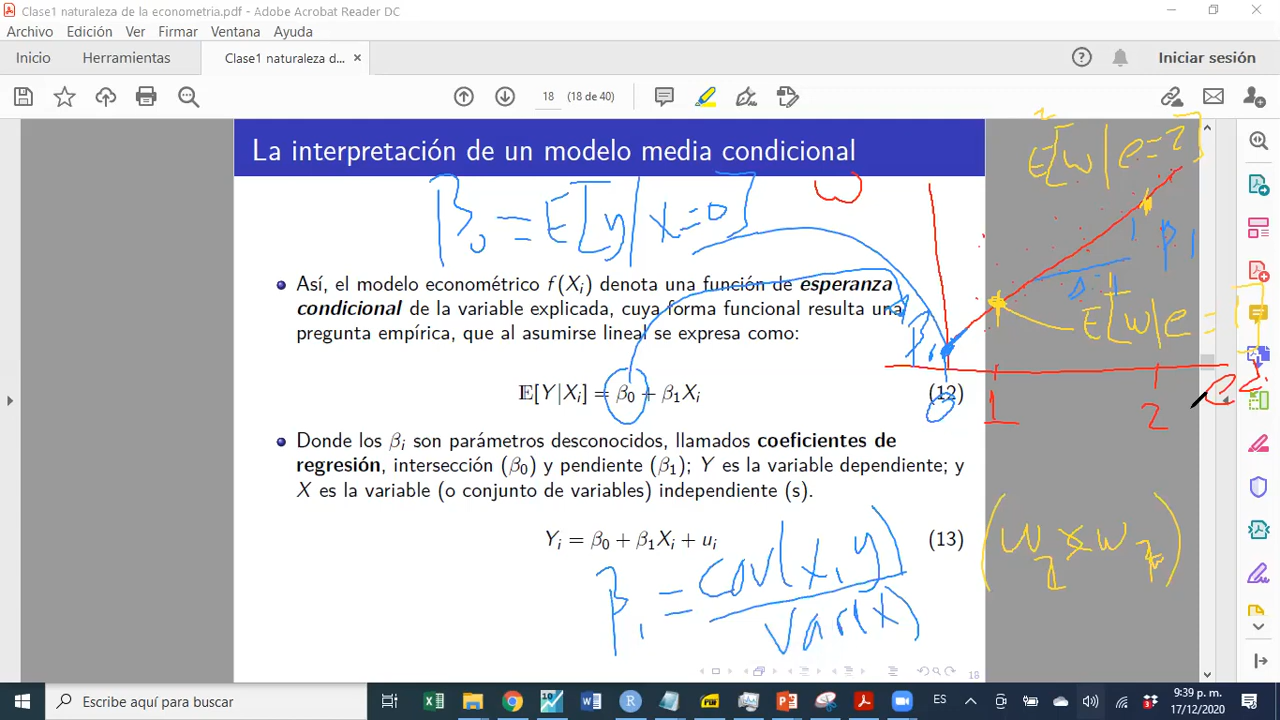 Clase1 naturaleza de la econometria.pdf - Adobe Acrobat Reader DC
Archivo Edición Ver Firmar Ventana Ayuda
Inicio Herramientas Clase1 naturaleza d... × Iniciar sesión
18 (18 de 40)
La interpretación de un modelo media condicional
β₀ = E[y|x=0]
ω
E[w|e=2]
Así, el modelo econométrico f(Xᵢ) denota una función de esperanza
condicional de la variable explicada, cuya forma funcional resulta una
pregunta empírica, que al asumirse lineal se expresa como:
β1
E[w|e=
𝔼[Y|Xᵢ] = β₀ + β₁Xᵢ (12)
0
1
2
Donde los βᵢ son parámetros desconocidos, llamados coeficientes de
regresión, intersección (β₀) y pendiente (β₁); Y es la variable dependiente; y
X es la variable (o conjunto de variables) independiente (s).
Yᵢ = β₀ + β₁Xᵢ + uᵢ (13)
β₁ = cov(x,y)
Var(x)
18
Escribe aquí para buscar
ES
9:39 p. m.
17/12/2020